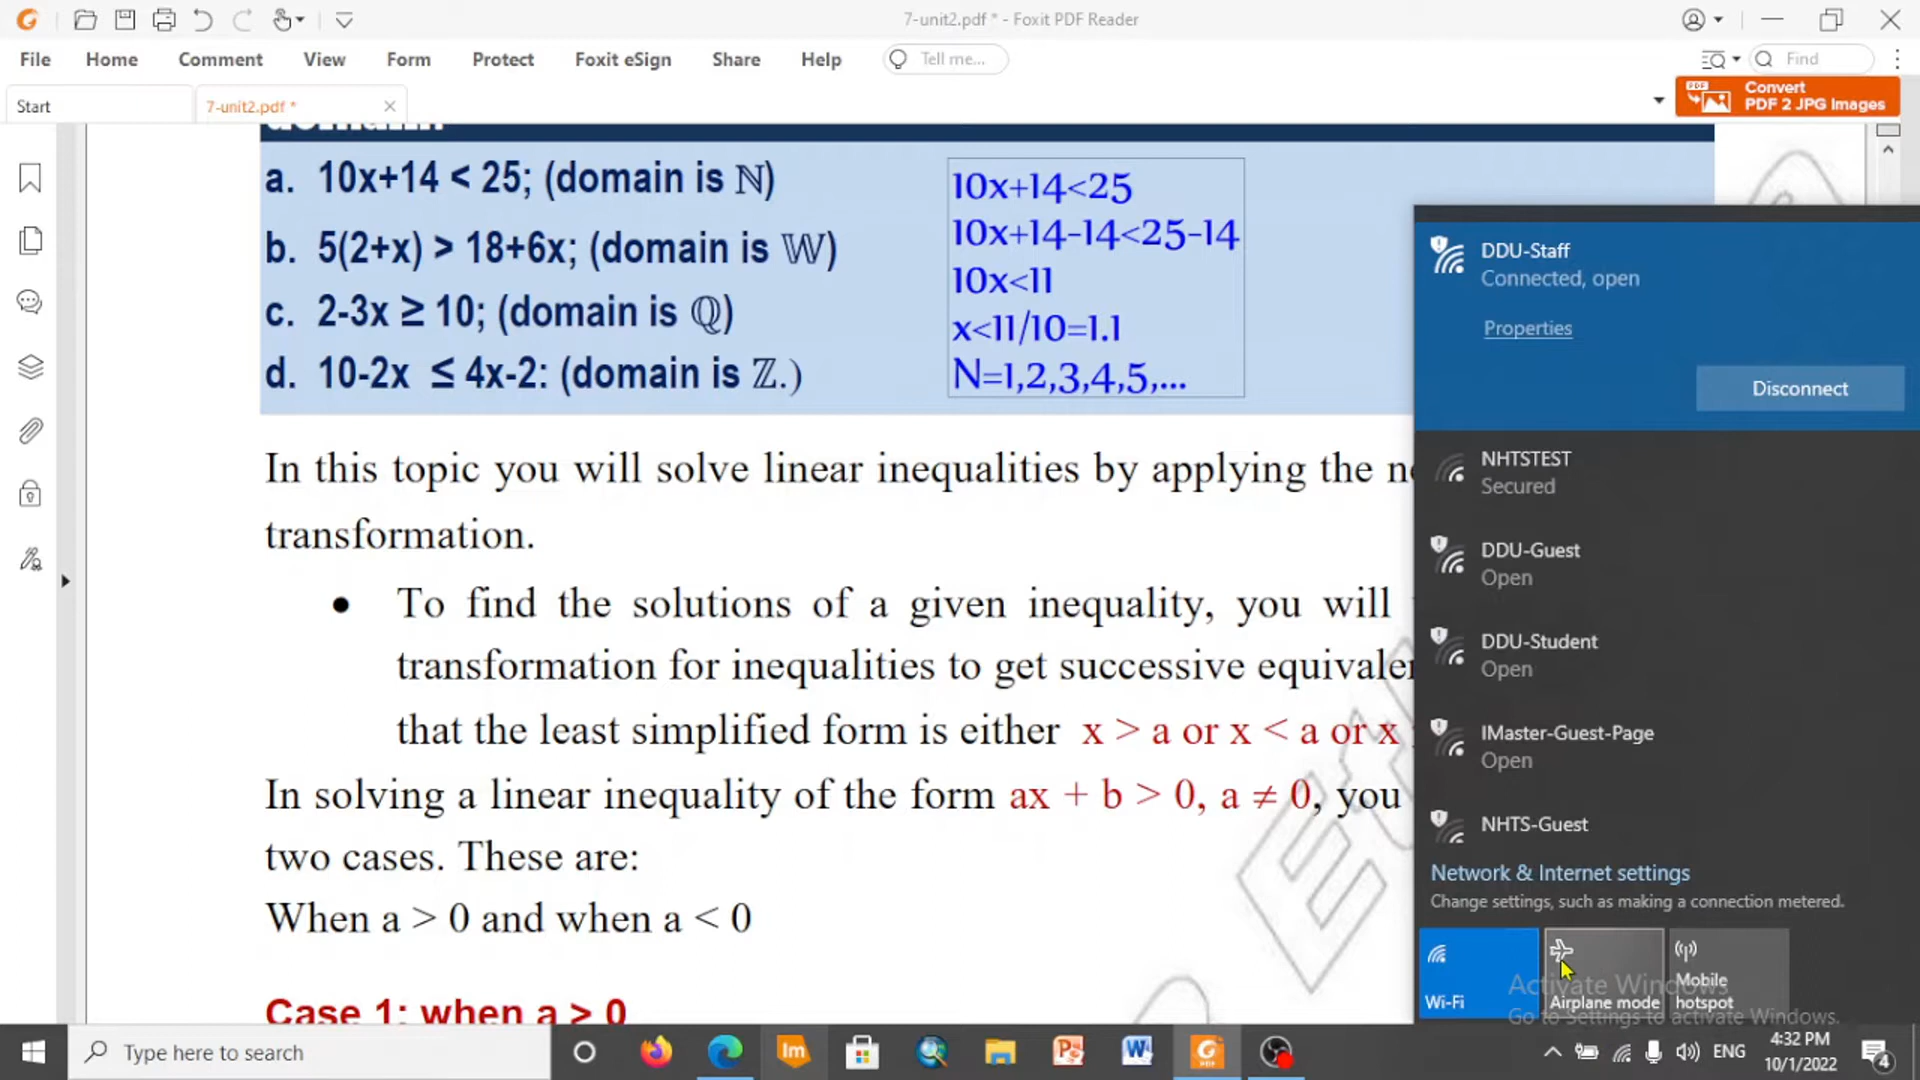 7-unit2.pdf * - Foxit PDF Reader
File Home Comment View Form Protect Foxit eSign Share Help Tell me... Find
Start 7-unit2.pdf *
Convert
PDF 2 JPG Images
a. 10x+14 < 25; (domain is ℕ)
b. 5(2+x) > 18+6x; (domain is 𝕎)
c. 2-3x ≥ 10; (domain is ℚ)
d. 10-2x ≤ 4x-2: (domain is ℤ.)
10x+14<25
10x+14-14<25-14
10x<11
x<11/10=1.1
N=1,2,3,4,5,...
In this topic you will solve linear inequalities by applying the
transformation.
• To find the solutions of a given inequality, you will
transformation for inequalities to get successive
that the least simplified form is either x > a or x < a or x
In solving a linear inequality of the form ax + b > 0, a ≠ 0, you
two cases. These are:
When a > 0 and when a < 0
Case 1: when a > 0
DDU-Staff
Connected, open
Properties
Disconnect
NHTSTEST
Secured
DDU-Guest
Open
DDU-Student
Open
IMaster-Guest-Page
Open
NHTS-Guest
Network & Internet settings
Change settings, such as making a connection metered.
Wi-Fi
Airplane mode
Mobile
hotspot
Activate Windows
Go to Settings to activate Windows.
Type here to search
ENG
4:32 PM
10/1/2022
4